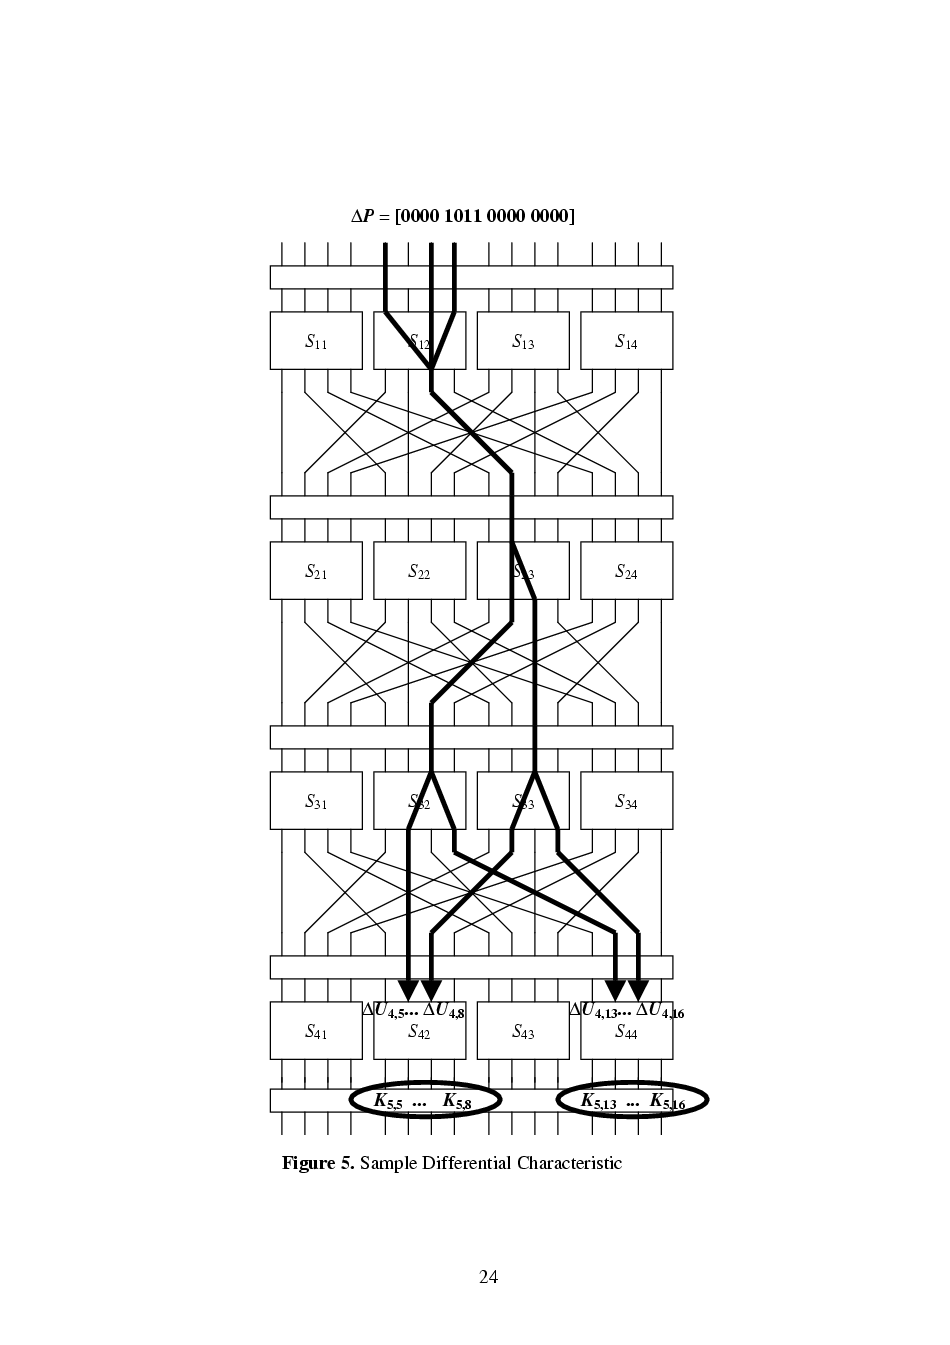 ΔP = [0000 1011 0000 0000]
S11 S12 S13 S14
S21 S22 S23 S24
S31 S32 S33 S34
ΔU4,5... ΔU4,8 ΔU4,13... ΔU4,16
S41 S42 S43 S44
K5,5 ... K5,8 K5,13 ... K5,16
Figure 5. Sample Differential Characteristic
24